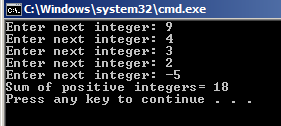 C:\Windows\system32\cmd.exe
Enter next integer: 9
Enter next integer: 4
Enter next integer: 3
Enter next integer: 2
Enter next integer: -5
Sum of positive integers= 18
Press any key to continue . . .